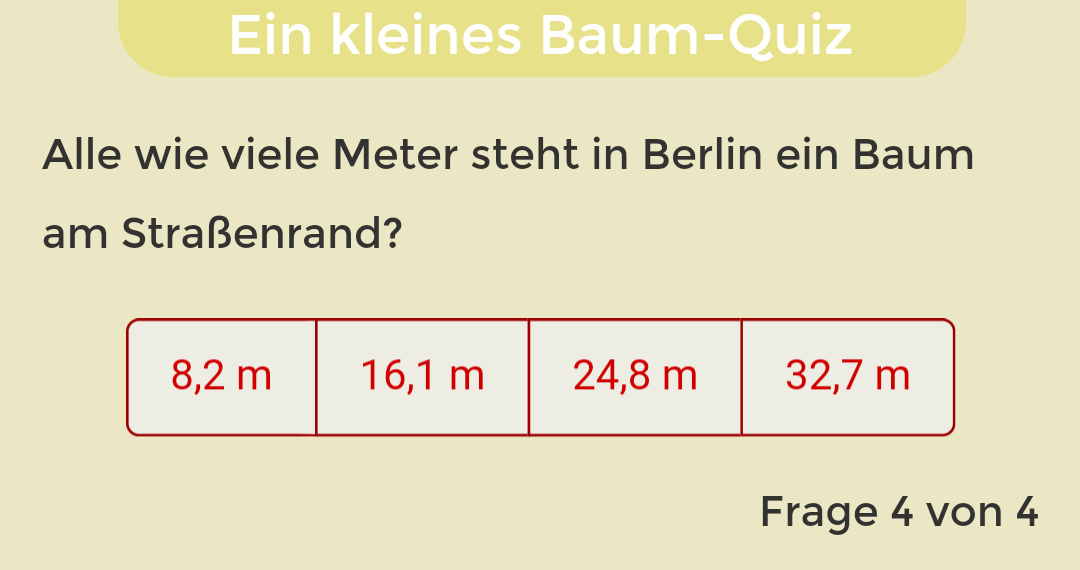 Ein kleines Baum-Quiz
Alle wie viele Meter steht in Berlin ein Baum
am Straßenrand?
8,2 m 16,1 m 24,8 m 32,7 m
Frage 4 von 4